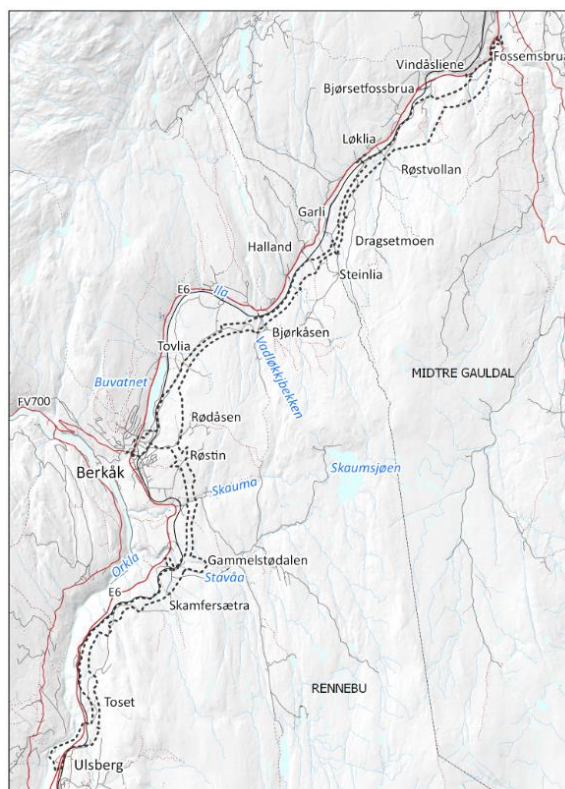 Vindåsliene
Fossemsbrua
Bjørsetfossbrua
Løklia
Røstvollan
Garli
Halland
Dragsetmoen
Steinlia
E6
Ila
Bjørkåsen
Tovlia
Vadløkkjbekken
MIDTRE GAULDAL
Buvatnet
FV700
Rødåsen
Røstin
Berkåk
Skaumsjøen
Skauma
Orkla
Gammelstødalen
Stavåa
E6
Skamfersætra
RENNEBU
Toset
Ulsberg